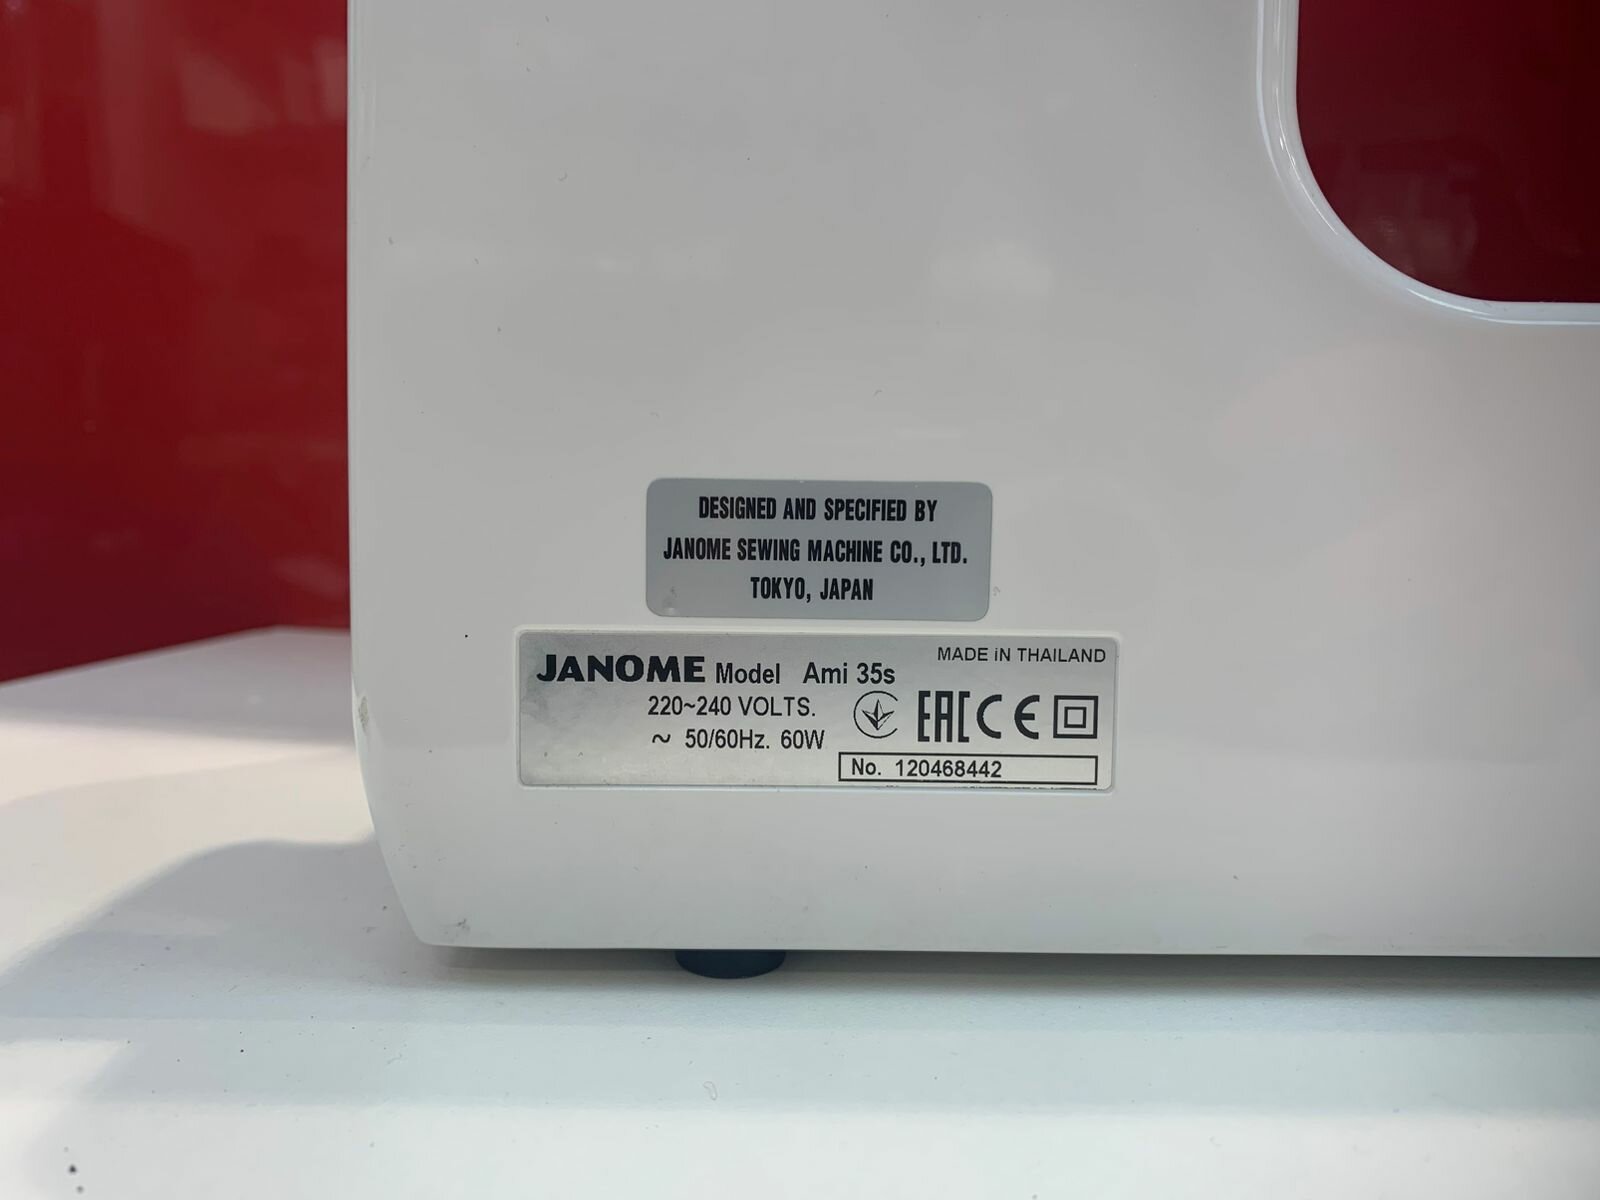 DESIGNED AND SPECIFIED BY
JANOME SEWING MACHINE CO., LTD.
TOKYO, JAPAN
MADE iN THAILAND
JANOME Model Ami 35s
220~240 VOLTS.
~ 50/60Hz. 60W
EAC CE
No. 120468442